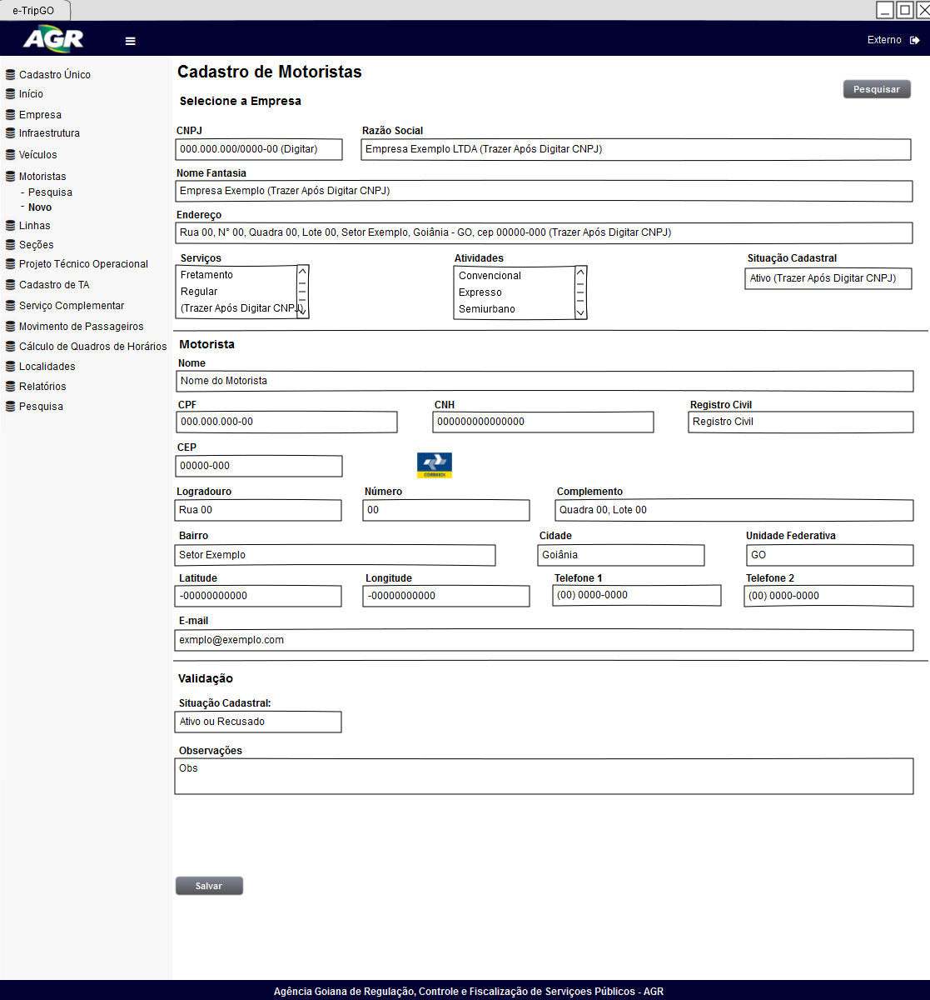 e-TripGO
AGR
Externo
Cadastro Único
Início
Empresa
Infraestrutura
Veículos
Motoristas
- Pesquisa
- Novo
Linhas
Seções
Projeto Técnico Operacional
Cadastro de TA
Serviço Complementar
Movimento de Passageiros
Cálculo de Quadros de Horários
Localidades
Relatórios
Pesquisa
Cadastro de Motoristas
Pesquisar
Selecione a Empresa
CNPJ Razão Social
000.000.000/0000-00 (Digitar) Empresa Exemplo LTDA (Trazer Após Digitar CNPJ)
Nome Fantasia
Empresa Exemplo (Trazer Após Digitar CNPJ)
Endereço
Rua 00, N° 00, Quadra 00, Lote 00, Setor Exemplo, Goiânia - GO, cep 00000-000 (Trazer Após Digitar CNPJ)
Serviços Atividades Situação Cadastral
Fretamento Convencional Ativo (Trazer Após Digitar CNPJ)
Regular Expresso
(Trazer Após Digitar CNPJ) Semiurbano
Motorista
Nome
Nome do Motorista
CPF CNH Registro Civil
000.000.000-00 000000000000000 Registro Civil
CEP
00000-000 CORREIOS
Logradouro Número Complemento
Rua 00 00 Quadra 00, Lote 00
Bairro Cidade Unidade Federativa
Setor Exemplo Goiânia GO
Latitude Longitude Telefone 1 Telefone 2
-00000000000 -00000000000 (00) 0000-0000 (00) 0000-0000
E-mail
exmplo@exemplo.com
Validação
Situação Cadastral:
Ativo ou Recusado
Observações
Obs
Salvar
Agência Goiana de Regulação, Controle e Fiscalização de Serviçoes Públicos - AGR